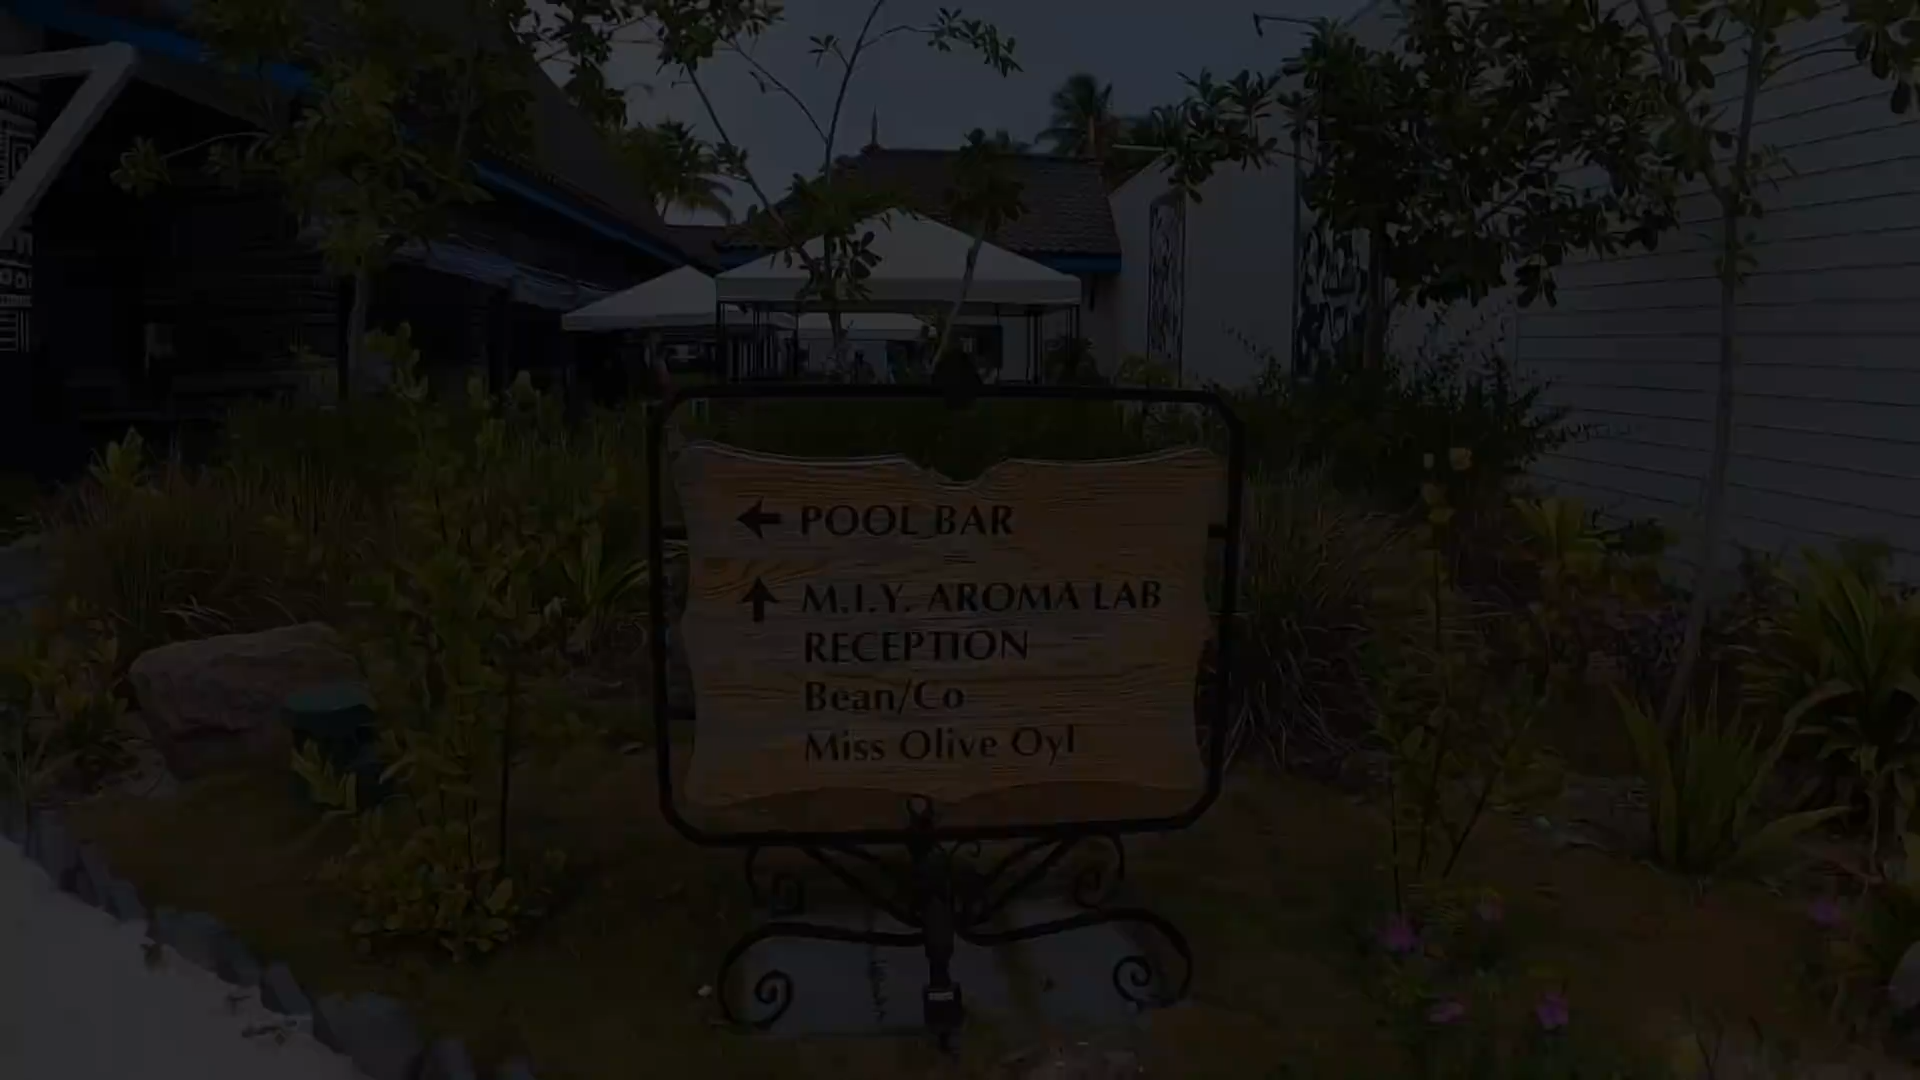 ← POOL BAR
↑ M.I.Y. AROMA LAB
RECEPTION
Bean/Co
Miss Olive Oyl